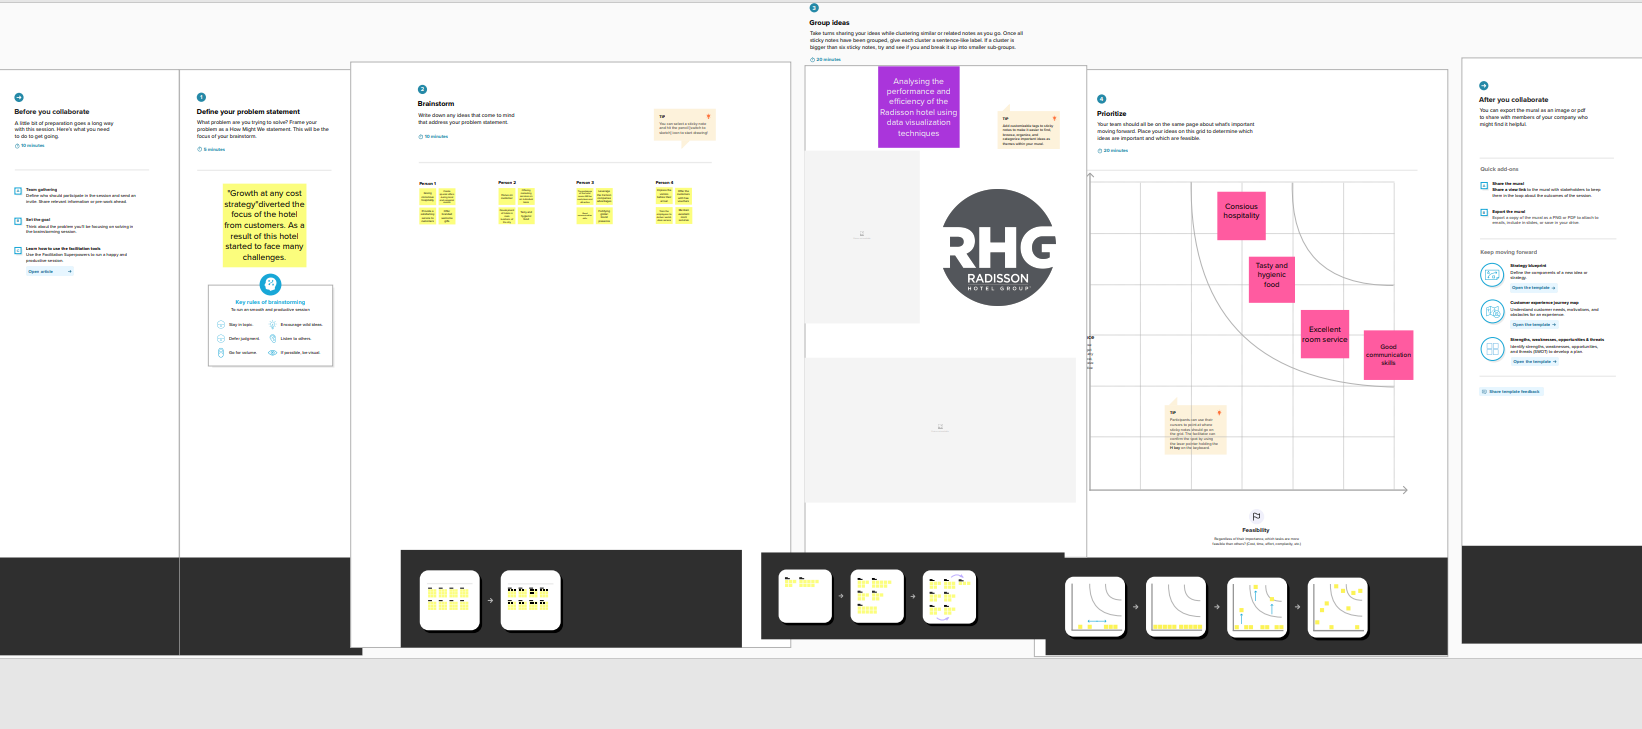 Before you collaborate
A little bit of preparation goes a long way
with this session. Here's what you need
to do to get going.
10 minutes
Team gathering
Define who should participate in the session and send an
invite. Share relevant information or pre-work ahead.
Set the goal
Think about the problem you'll be focusing on solving in
the brainstorming session.
Learn how to use the facilitation tools
Use the Facilitation Superpowers to run a happy and
productive session.
Open article
1
Define your problem statement
What problem are you trying to solve? Frame your
problem as a How Might We statement. This will be the
focus of your brainstorm.
5 minutes
"Growth at any cost
strategy"diverted the
focus of the hotel
from customers. As a
result of this hotel
started to face many
challenges.
Key rules of brainstorming
To run an smooth and productive session
Stay in topic.
Encourage wild ideas.
Defer judgment.
Listen to others.
Go for volume.
If possible, be visual.
2
Brainstorm
Write down any ideas that come to mind
that address your problem statement.
10 minutes
TIP
You can select a sticky note
and hit the pencil [switch to
sketch] icon to start drawing!
Person 1
Person 2
Person 3
Person 4
3
Group ideas
Take turns sharing your ideas while clustering similar or related notes as you go. Once all
sticky notes have been grouped, give each cluster a sentence-like label. If a cluster is
bigger than six sticky notes, try and see if you and break it up into smaller sub-groups.
20 minutes
Analysing the
performance and
efficiency of the
Radisson hotel using
data visualization
techniques
TIP
Add customizable tags to sticky
notes to make it easier to find,
browse, organize, and
categorize important ideas as
themes within your mural.
RHG
RADISSON
HOTEL GROUP
4
Prioritize
Your team should all be on the same page about what's important
moving forward. Place your ideas on this grid to determine which
ideas are important and which are feasible.
20 minutes
Consious
hospitality
Tasty and
hygienic
food
Excellent
room service
Good
communication
skills
TIP
Participants can use their
cursors to point at where
sticky notes should go on
the grid. The facilitator can
confirm the spot by using
the laser pointer holding the
H key on the keyboard.
Feasibility
Regardless of their importance, which tasks are more
feasible than others? (Cost, time, effort, complexity, etc.)
After you collaborate
You can export the mural as an image or pdf
to share with members of your company who
might find it helpful.
Quick add-ons
Share the mural
Share a view link to the mural with stakeholders to keep
them in the loop about the outcomes of the session.
Export the mural
Export a copy of the mural as a PNG or PDF to attach to
emails, include in slides, or save in your drive.
Keep moving forward
Strategy blueprint
Define the components of a new idea or
strategy.
Open the template
Customer experience journey map
Understand customer needs, motivations, and
obstacles for an experience.
Open the template
Strengths, weaknesses, opportunities & threats
Identify strengths, weaknesses, opportunities,
and threats (SWOT) to develop a plan.
Open the template
Share template feedback